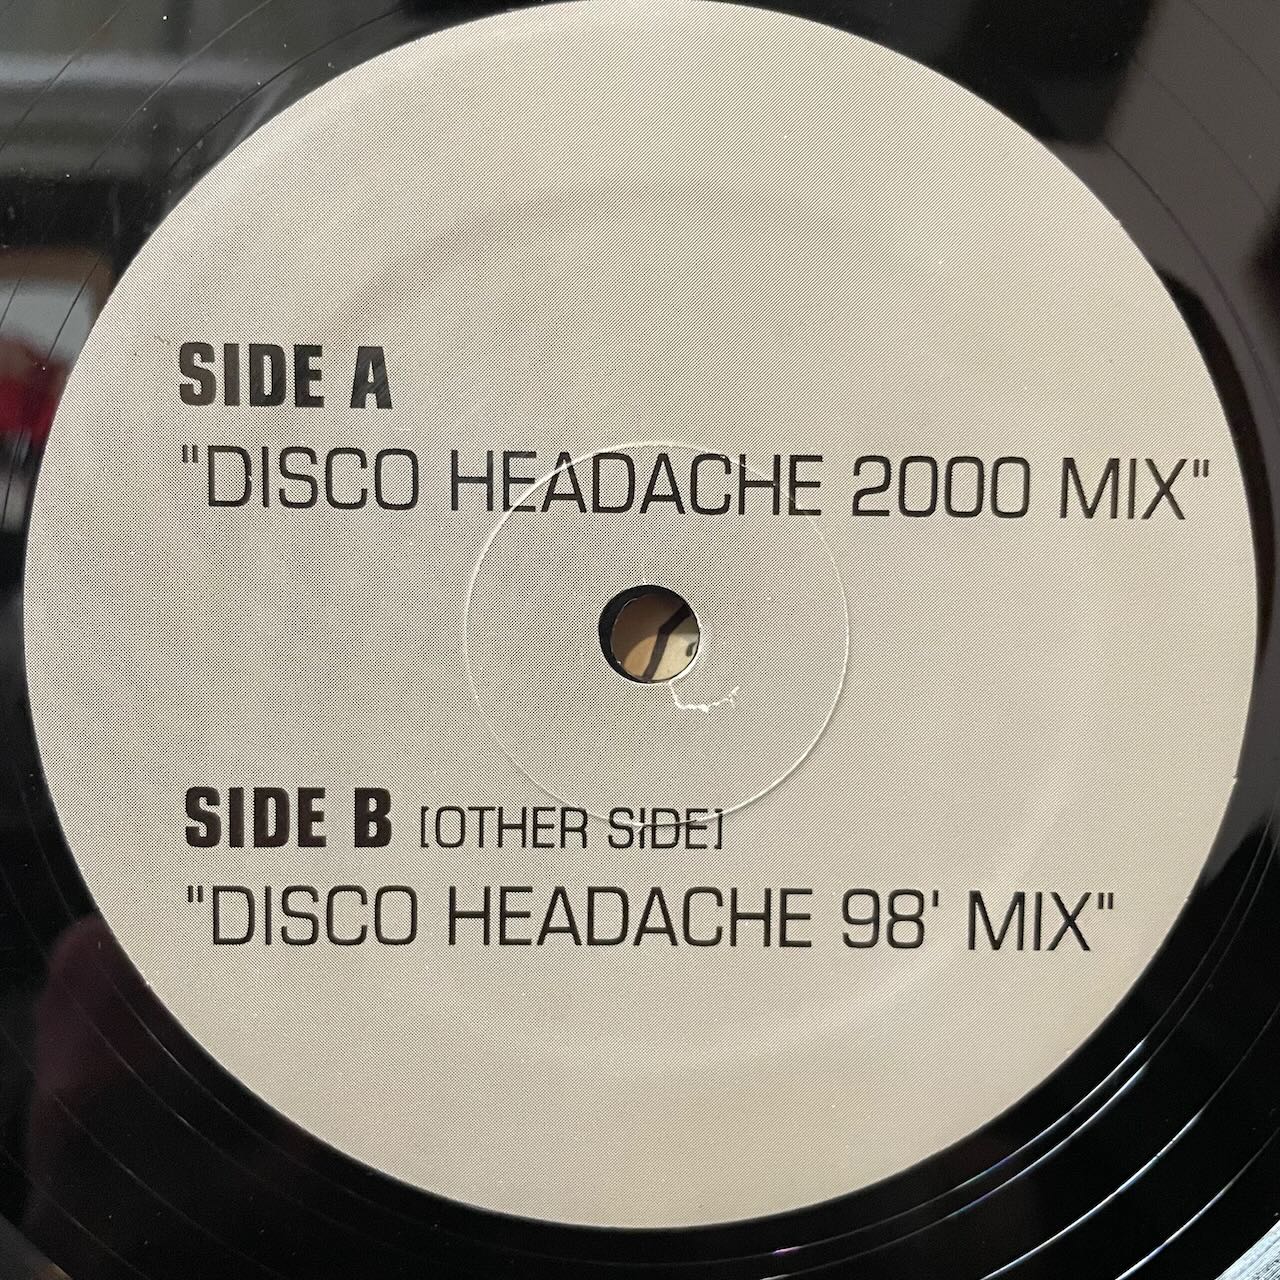 SIDE A
"DISCO HEADACHE 2000 MIX"
SIDE B [OTHER SIDE]
"DISCO HEADACHE 98' MIX"